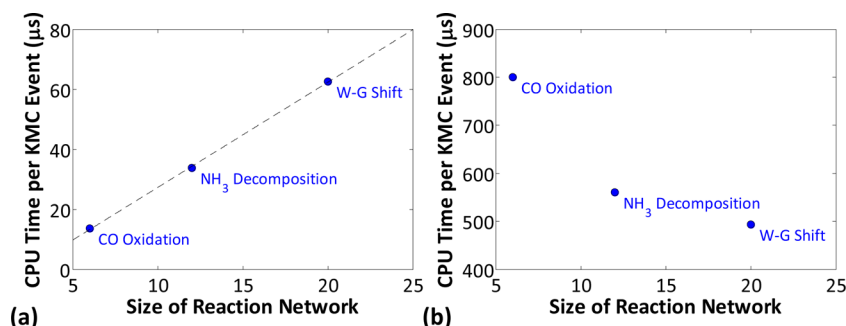 CPU Time per KMC Event (μs)
80
60
40
20
0
5
10
15
20
25
W-G Shift
NH3 Decomposition
CO Oxidation
Size of Reaction Network
(a)
CPU Time per KMC Event (μs)
900
800
700
600
500
400
5
10
15
20
25
CO Oxidation
NH3 Decomposition
W-G Shift
Size of Reaction Network
(b)